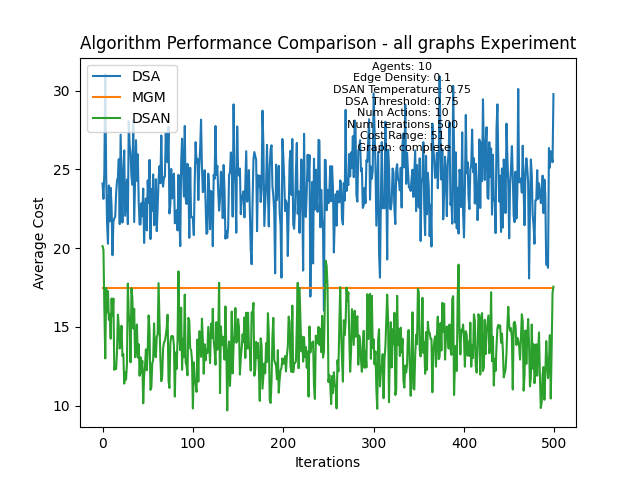 Algorithm Performance Comparison - all graphs Experiment
DSA
MGM
DSAN
Agents: 10
Edge Density: 0.1
DSAN Temperature: 0.75
DSA Threshold: 0.75
Num Actions: 10
Num Iterations: 500
Cost Range: 51
Graph: complete
Average Cost
30
25
20
15
10
0
100
200
300
400
500
Iterations